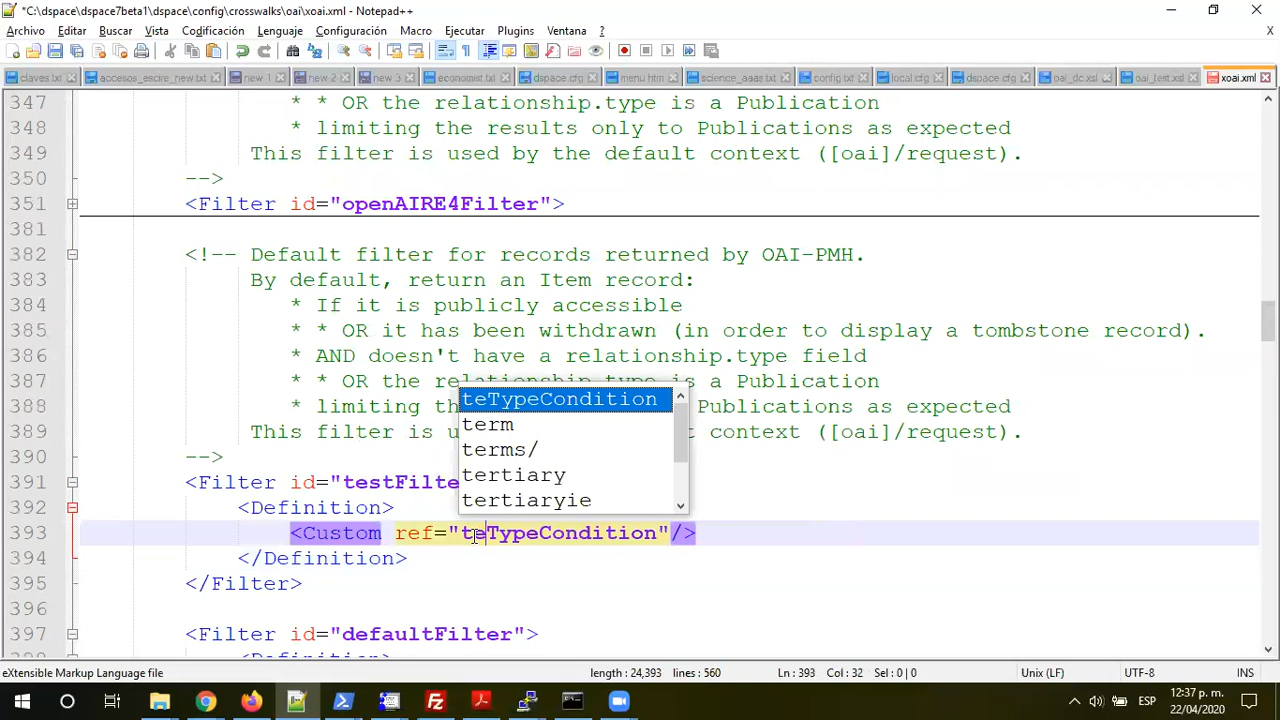 *C:\dspace\dspace7beta1\dspace\config\crosswalks\oai\xoai.xml - Notepad++
Archivo Editar Buscar Vista Codificación Lenguaje Configuración Macro Ejecutar Plugins Ventana ?
X
claves.txt accesos_escire_new.txt new 1 new 2 new 3 economist.txt dspace.cfg menu.htm science_aaas.txt config.txt local.cfg dspace.cfg oai_dc.xsl oai_test.xsl xoai.xml
347 * * OR the relationship.type is a Publication
348 * limiting the results only to Publications as expected
349 This filter is used by the default context ([oai]/request).
350 -->
351 <Filter id="openAIRE4Filter">
381
382 <!-- Default filter for records returned by OAI-PMH.
383 By default, return an Item record:
384 * If it is publicly accessible
385 * * OR it has been withdrawn (in order to display a tombstone record).
386 * AND doesn't have a relationship.type field
387 * * OR the relationship.type is a Publication
388 * limiting th Publications as expected
389 This filter is u t context ([oai]/request).
390 -->
391 <Filter id="testFilte
392 <Definition>
393 <Custom ref="teTypeCondition"/>
394 </Definition>
395 </Filter>
396
397 <Filter id="defaultFilter">
teTypeCondition
term
terms/
tertiary
tertiaryie
eXtensible Markup Language file length : 24,393 lines : 560 Ln : 393 Col : 32 Sel : 0 | 0 Unix (LF) UTF-8 INS
ESP
12:37 p. m.
22/04/2020